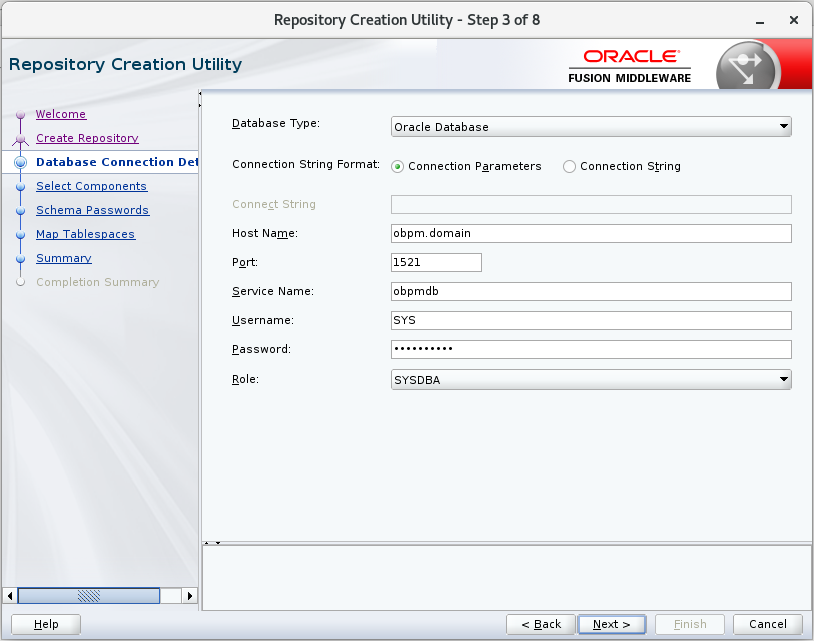 Repository Creation Utility - Step 3 of 8
Repository Creation Utility
ORACLE
FUSION MIDDLEWARE
Welcome
Create Repository
Database Connection Det
Select Components
Schema Passwords
Map Tablespaces
Summary
Completion Summary
Database Type: Oracle Database
Connection String Format: Connection Parameters Connection String
Connect String
Host Name: obpm.domain
Port: 1521
Service Name: obpmdb
Username: SYS
Password: ••••••••••
Role: SYSDBA
Help < Back Next > Finish Cancel